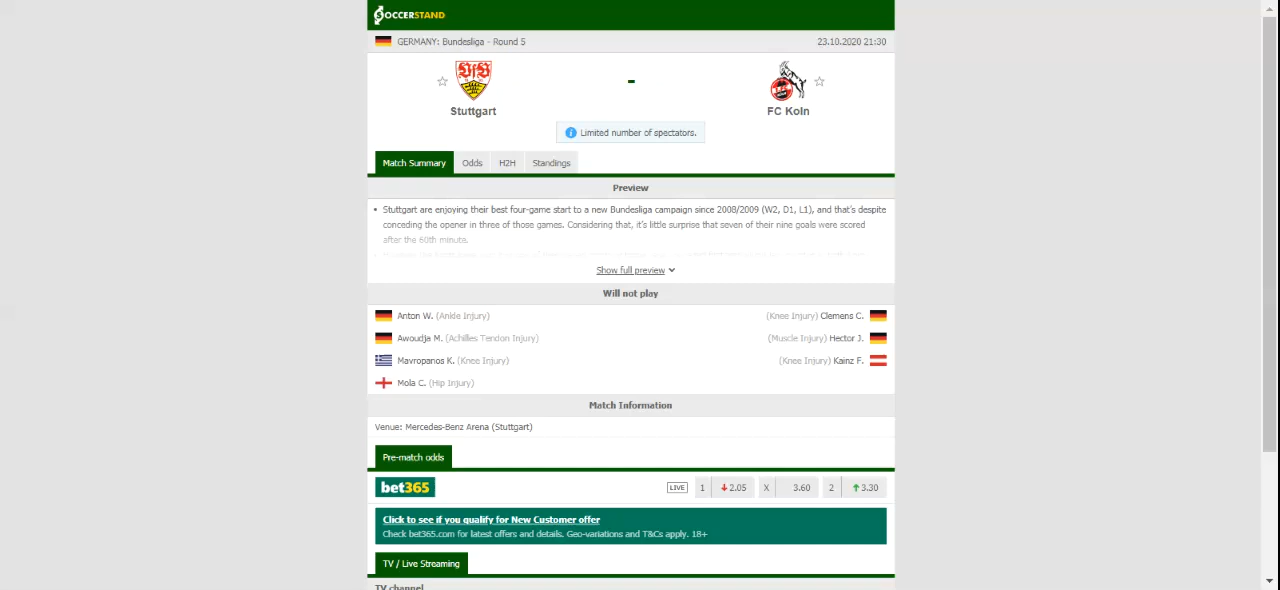 SOCCERSTAND
GERMANY: Bundesliga - Round 5 23.10.2020 21:30
VfB
-
Stuttgart FC Koln
Limited number of spectators.
Match Summary Odds H2H Standings
Preview
• Stuttgart are enjoying their best four-game start to a new Bundesliga campaign since 2008/2009 (W2, D1, L1), and that's despite
conceding the opener in three of those games. Considering that, it's little surprise that seven of their nine goals were scored
after the 60th minute.
Show full preview
Will not play
Anton W. (Ankle Injury) (Knee Injury) Clemens C.
Awoudja M. (Achilles Tendon Injury) (Muscle Injury) Hector J.
Mavropanos K. (Knee Injury) (Knee Injury) Kainz F.
Mola C. (Hip Injury)
Match Information
Venue: Mercedes-Benz Arena (Stuttgart)
Pre-match odds
bet365 LIVE 1 2.05 X 3.60 2 3.30
Click to see if you qualify for New Customer offer
Check bet365.com for latest offers and details. Geo-variations and T&Cs apply. 18+
TV / Live Streaming
TV channel